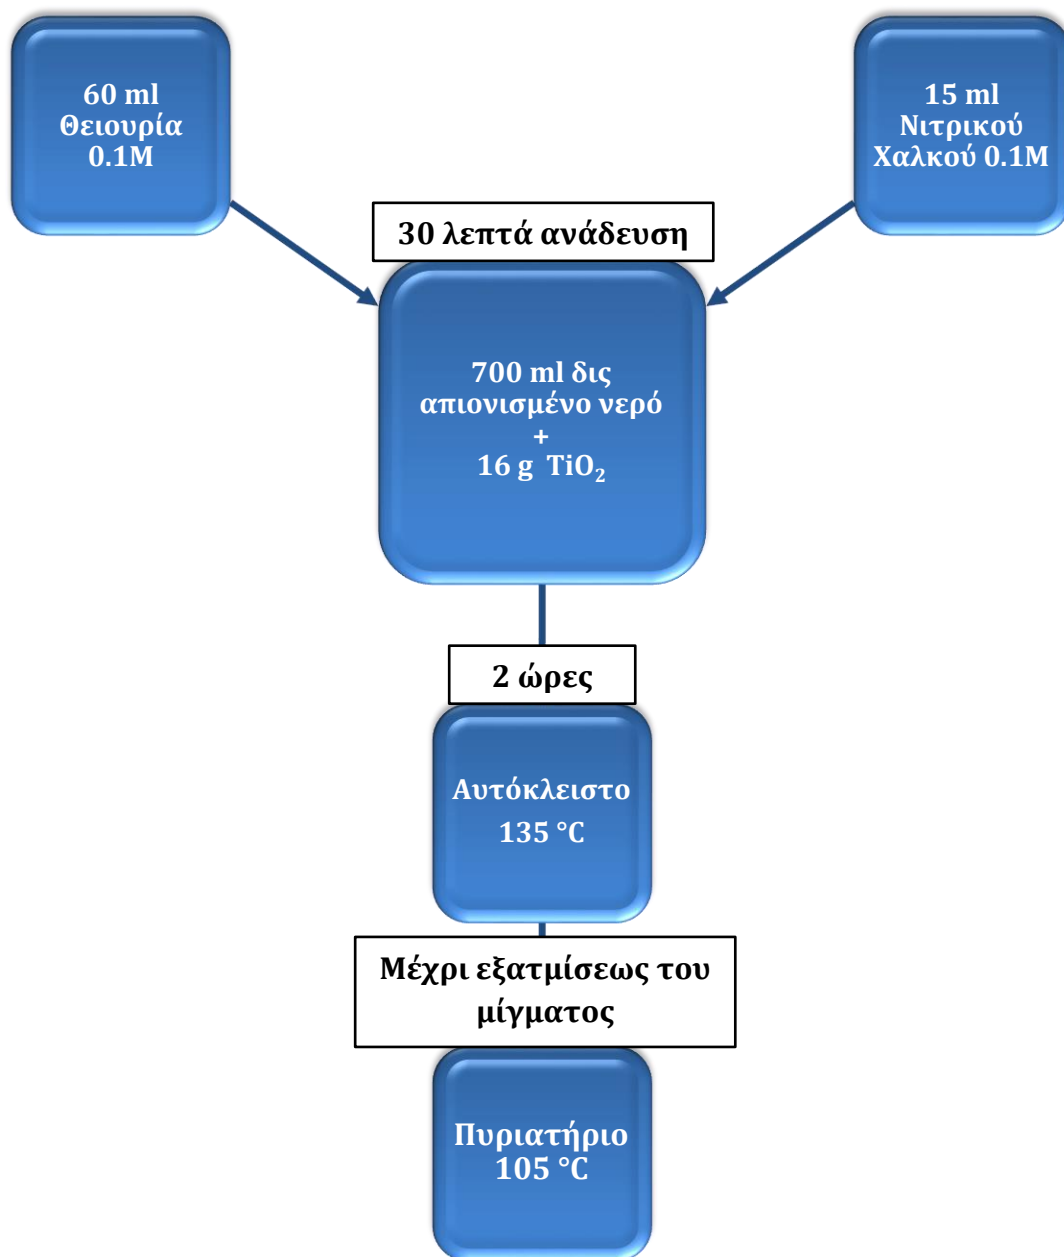 60 ml
Θειουρία
0.1M
15 ml
Νιτρικού
Χαλκού 0.1M
30 λεπτά ανάδευση
700 ml δις
απιονισμένο νερό
+
16 g TiO₂
2 ώρες
Αυτόκλειστο
135 °C
Μέχρι εξατμίσεως του
μίγματος
Πυριατήριο
105 °C